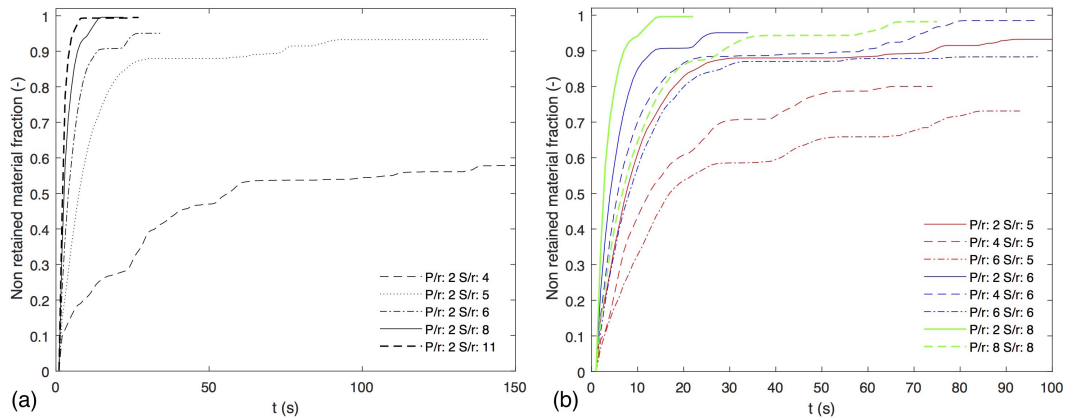 Non retained material fraction (-)
1
0.9
0.8
0.7
0.6
0.5
0.4
0.3
0.2
0.1
0
P/r: 2 S/r: 4
P/r: 2 S/r: 5
P/r: 2 S/r: 6
P/r: 2 S/r: 8
P/r: 2 S/r: 11
0 50 100 150
t (s)
(a)
Non retained material fraction (-)
1
0.9
0.8
0.7
0.6
0.5
0.4
0.3
0.2
0.1
0
P/r: 2 S/r: 5
P/r: 4 S/r: 5
P/r: 6 S/r: 5
P/r: 2 S/r: 6
P/r: 4 S/r: 6
P/r: 6 S/r: 6
P/r: 2 S/r: 8
P/r: 8 S/r: 8
0 10 20 30 40 50 60 70 80 90 100
t (s)
(b)